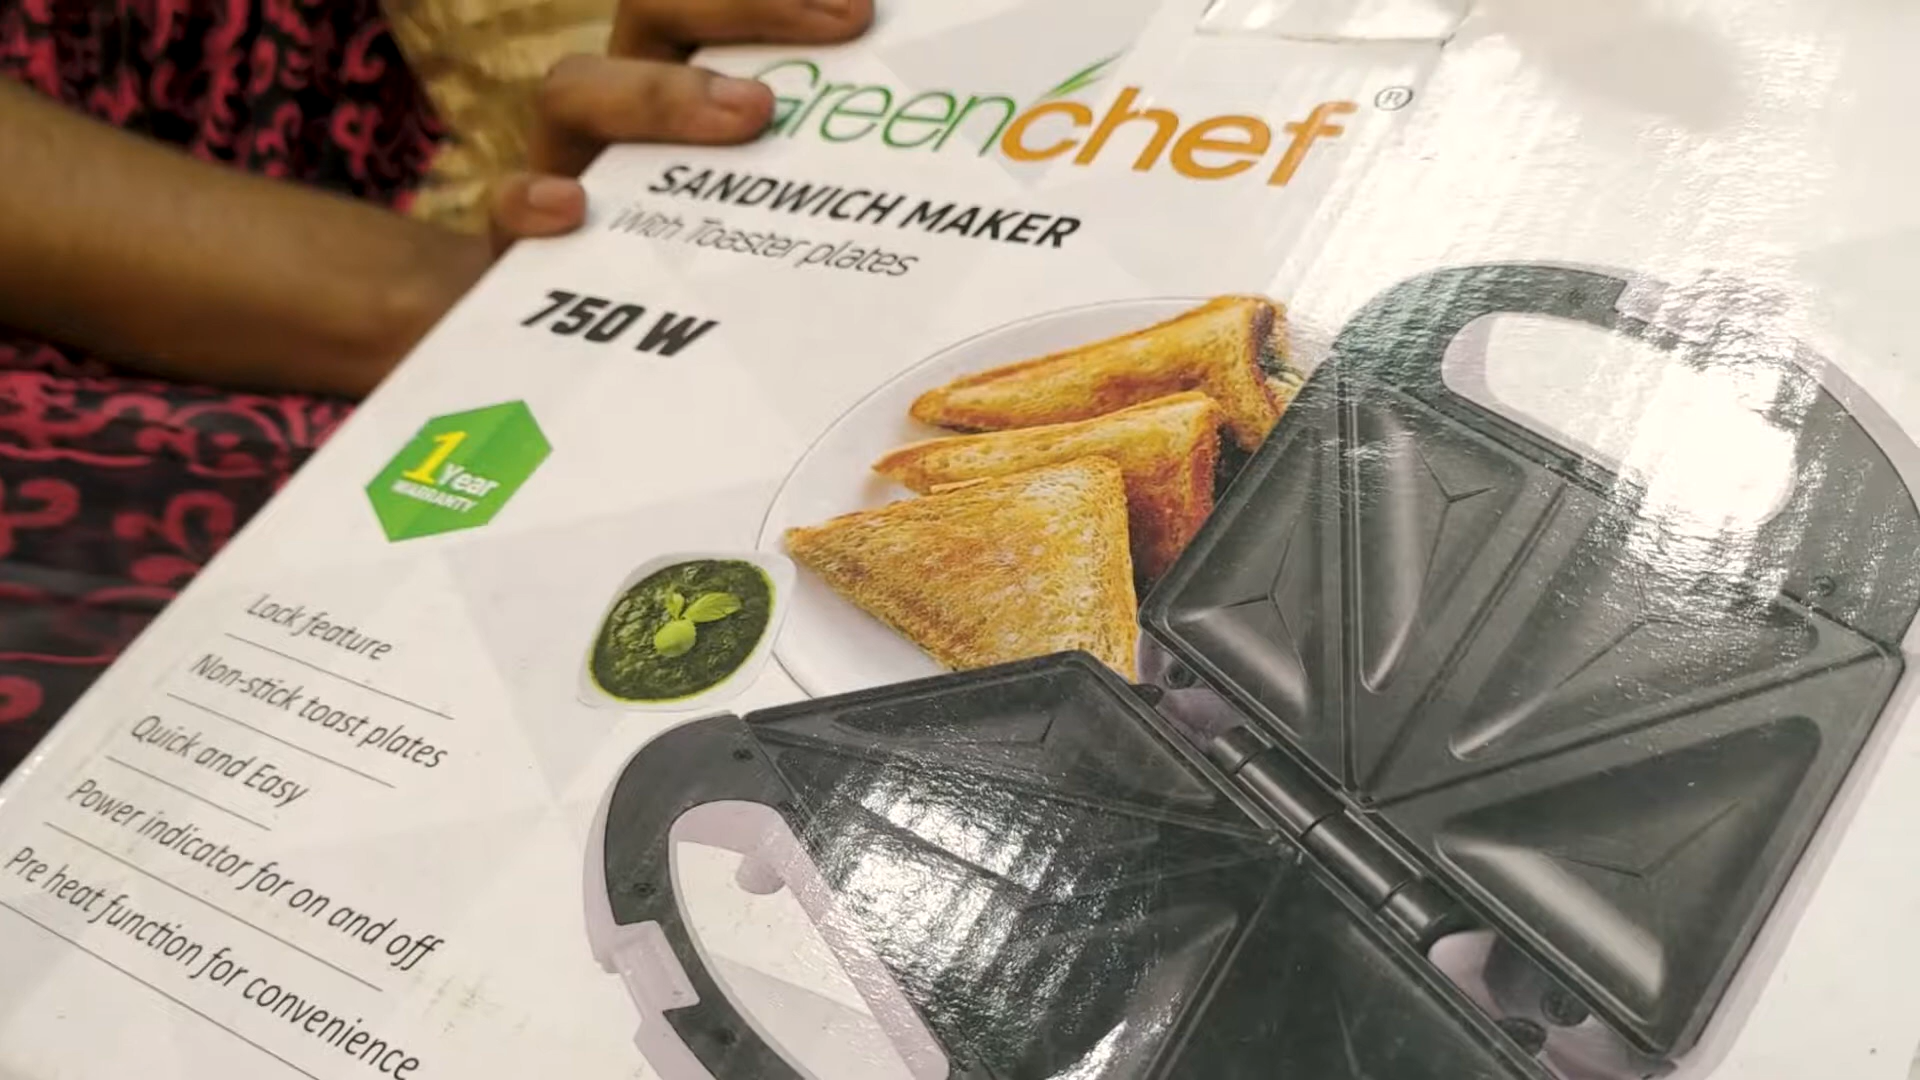 Greenchef®
SANDWICH MAKER
With Toaster plates
750 W
1 Year
WARRANTY
Lock feature
Non-stick toast plates
Quick and Easy
Power indicator for on and off
Pre heat function for convenience